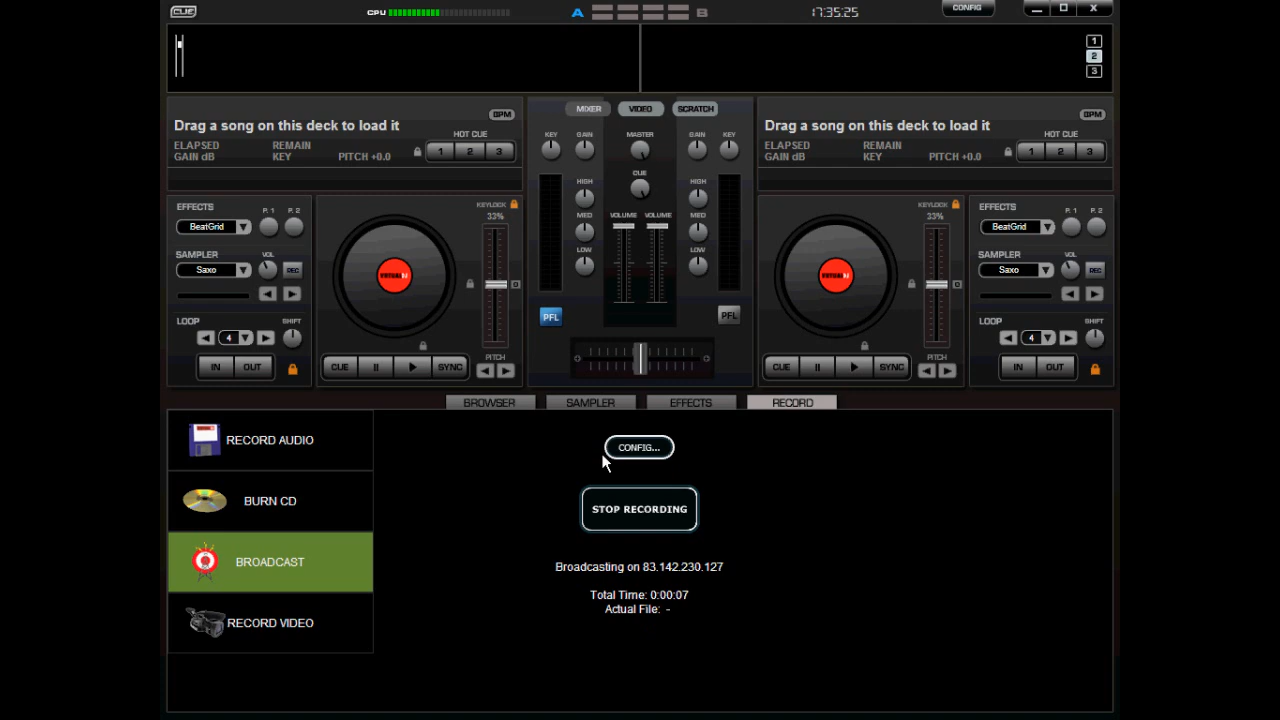 CUE
CPU
A
B
17:35:25
CONFIG
X
1
2
3
BPM
Drag a song on this deck to load it
HOT CUE
ELAPSED REMAIN
GAIN dB KEY PITCH +0.0
1 2 3
MIXER VIDEO SCRATCH
KEY GAIN MASTER GAIN KEY
CUE
HIGH HIGH
MED VOLUME VOLUME MED
LOW LOW
PFL PFL
BPM
Drag a song on this deck to load it
HOT CUE
ELAPSED REMAIN
GAIN dB KEY PITCH +0.0
1 2 3
EFFECTS P. 1 P. 2
BeatGrid
SAMPLER VOL
Saxo REC
LOOP SHIFT
4
IN OUT
KEYLOCK
33%
CUE SYNC
PITCH
KEYLOCK
33%
CUE SYNC
PITCH
EFFECTS P. 1 P. 2
BeatGrid
SAMPLER VOL
Saxo REC
LOOP SHIFT
4
IN OUT
BROWSER SAMPLER EFFECTS RECORD
RECORD AUDIO
BURN CD
BROADCAST
RECORD VIDEO
CONFIG...
STOP RECORDING
Broadcasting on 83.142.230.127
Total Time: 0:00:07
Actual File: -